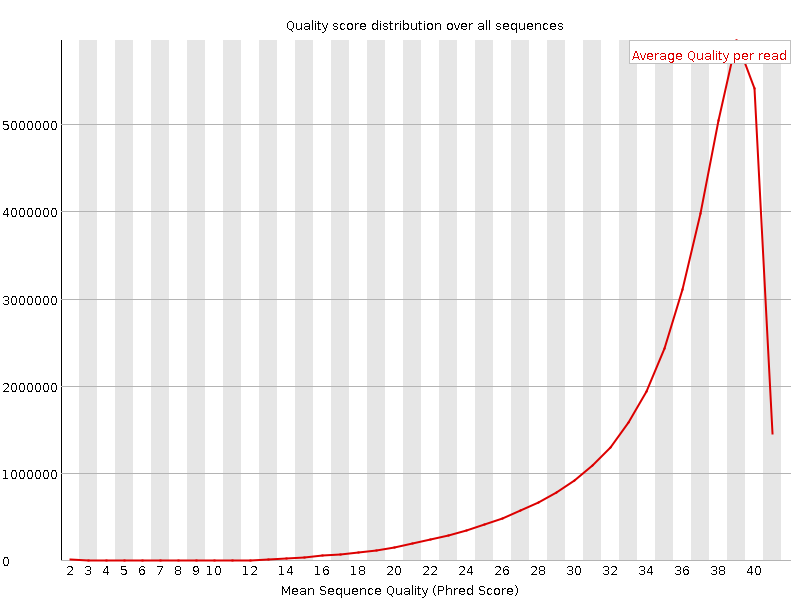 Quality score distribution over all sequences
Average Quality per read
5000000
4000000
3000000
2000000
1000000
0
2 3 4 5 6 7 8 9 10 12 14 16 18 20 22 24 26 28 30 32 34 36 38 40
Mean Sequence Quality (Phred Score)